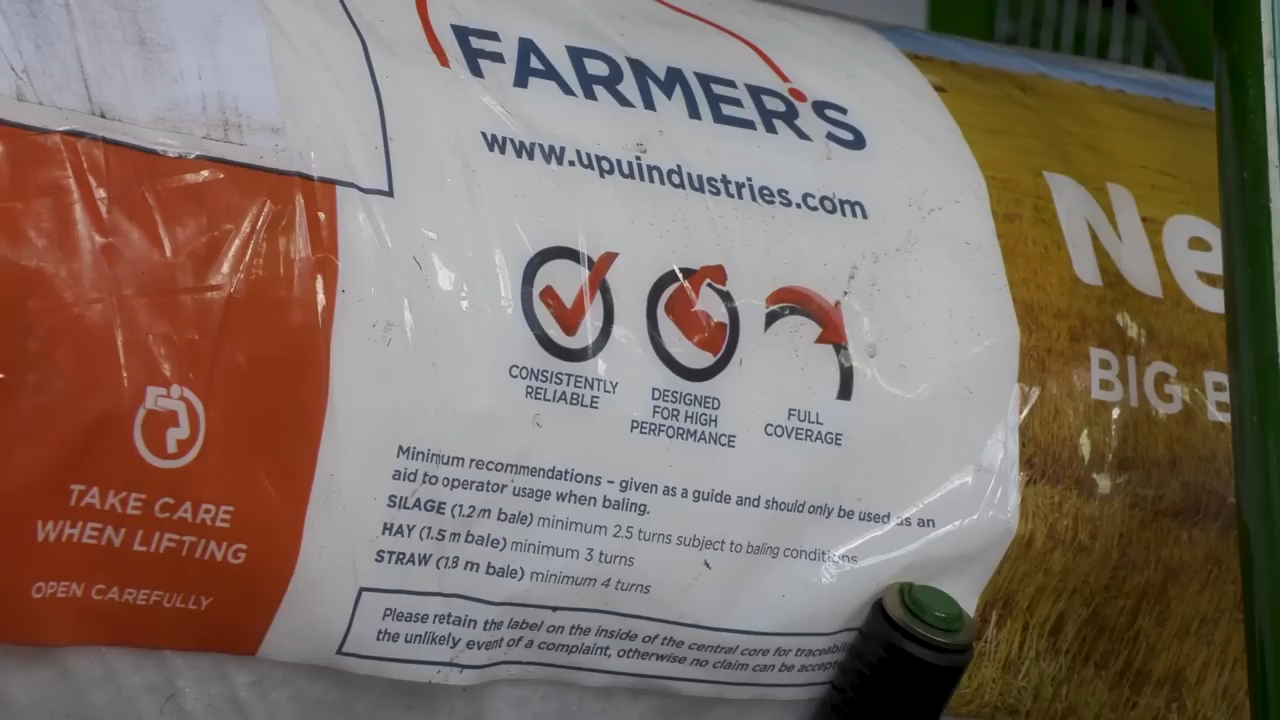 FARMER'S
www.upuindustries.com
CONSISTENTLY
RELIABLE
DESIGNED
FOR HIGH
PERFORMANCE
FULL
COVERAGE
Minimum recommendations – given as a guide and should only be used as an
aid to operator usage when baling.
SILAGE (1.2 m bale) minimum 2.5 turns subject to baling conditions
HAY (1.5 m bale) minimum 3 turns
STRAW (1.8 m bale) minimum 4 turns
Please retain the label on the inside of the central core for
the unlikely event of a complaint, otherwise no claim can be
TAKE CARE
WHEN LIFTING
OPEN CAREFULLY
Ne
BIG